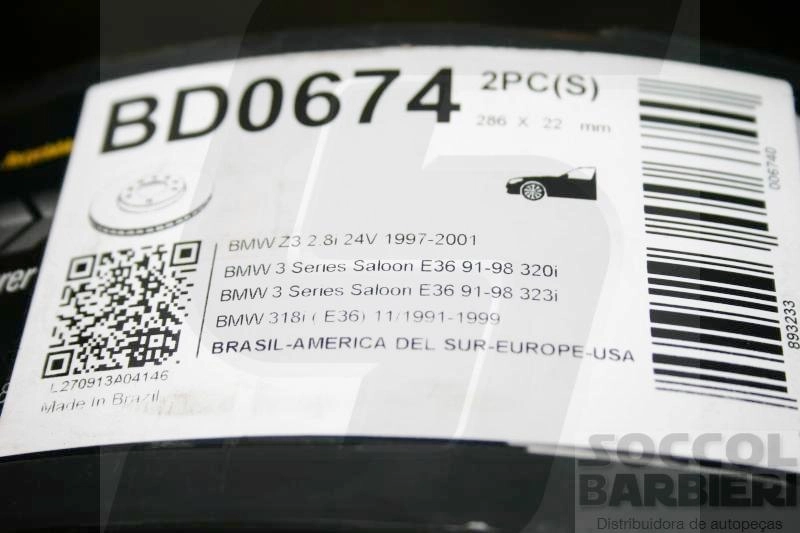 BD0674 2PC(S)
286 X 22 mm
BMW Z3 2.8i 24V 1997-2001
BMW 3 Series Saloon E36 91-98 320i
BMW 3 Series Saloon E36 91-98 323i
BMW 318i ( E36) 11/1991-1999
BRASIL-AMERICA DEL SUR-EUROPE-USA
L270913A04146
Made In Brazil
006740
893233
rer
SOCCOL
BARBIERI
Distribuidora de autopeças